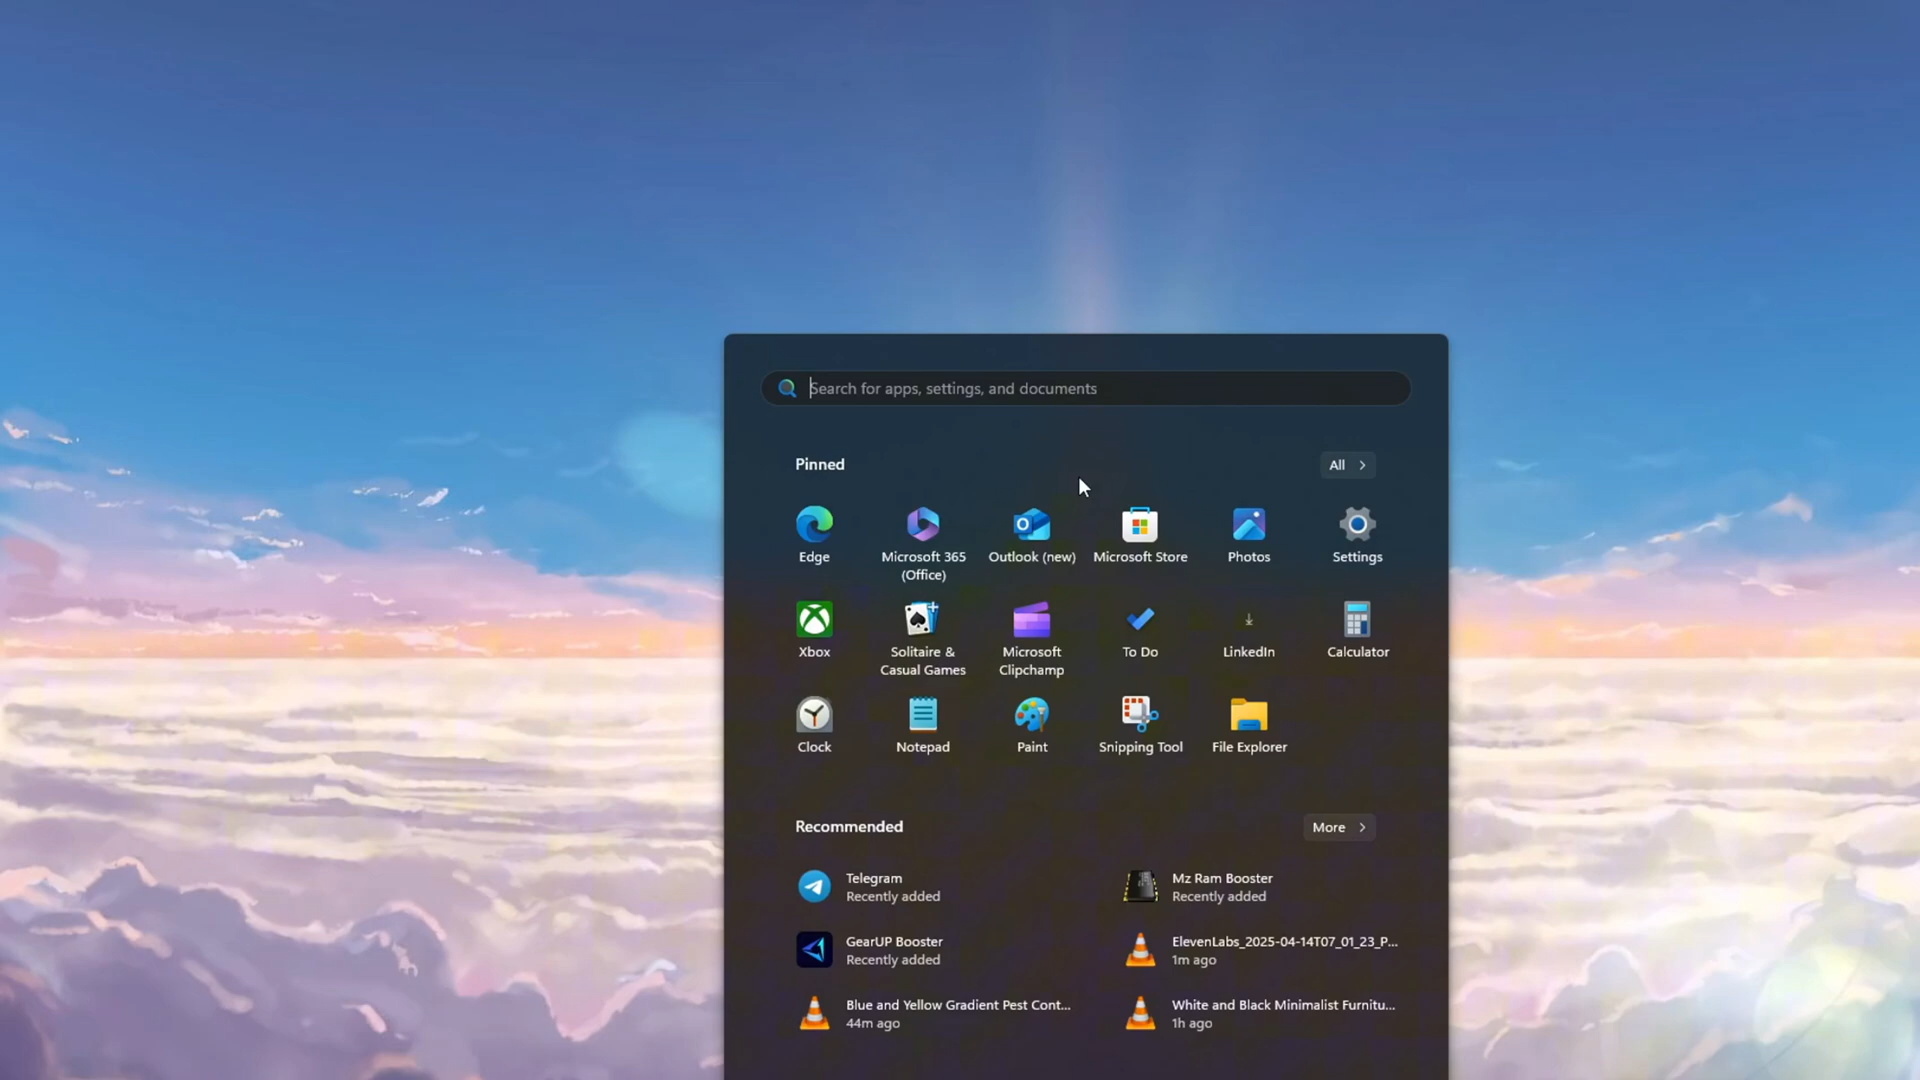 Search for apps, settings, and documents
Pinned
All
Edge
Microsoft 365
(Office)
Outlook (new)
Microsoft Store
Photos
Settings
Xbox
Solitaire &
Casual Games
Microsoft
Clipchamp
To Do
LinkedIn
Calculator
Clock
Notepad
Paint
Snipping Tool
File Explorer
Recommended
More
Telegram
Recently added
Mz Ram Booster
Recently added
GearUP Booster
Recently added
ElevenLabs_2025-04-14T07_01_23_P...
1m ago
Blue and Yellow Gradient Pest Cont...
44m ago
White and Black Minimalist Furnitu...
1h ago